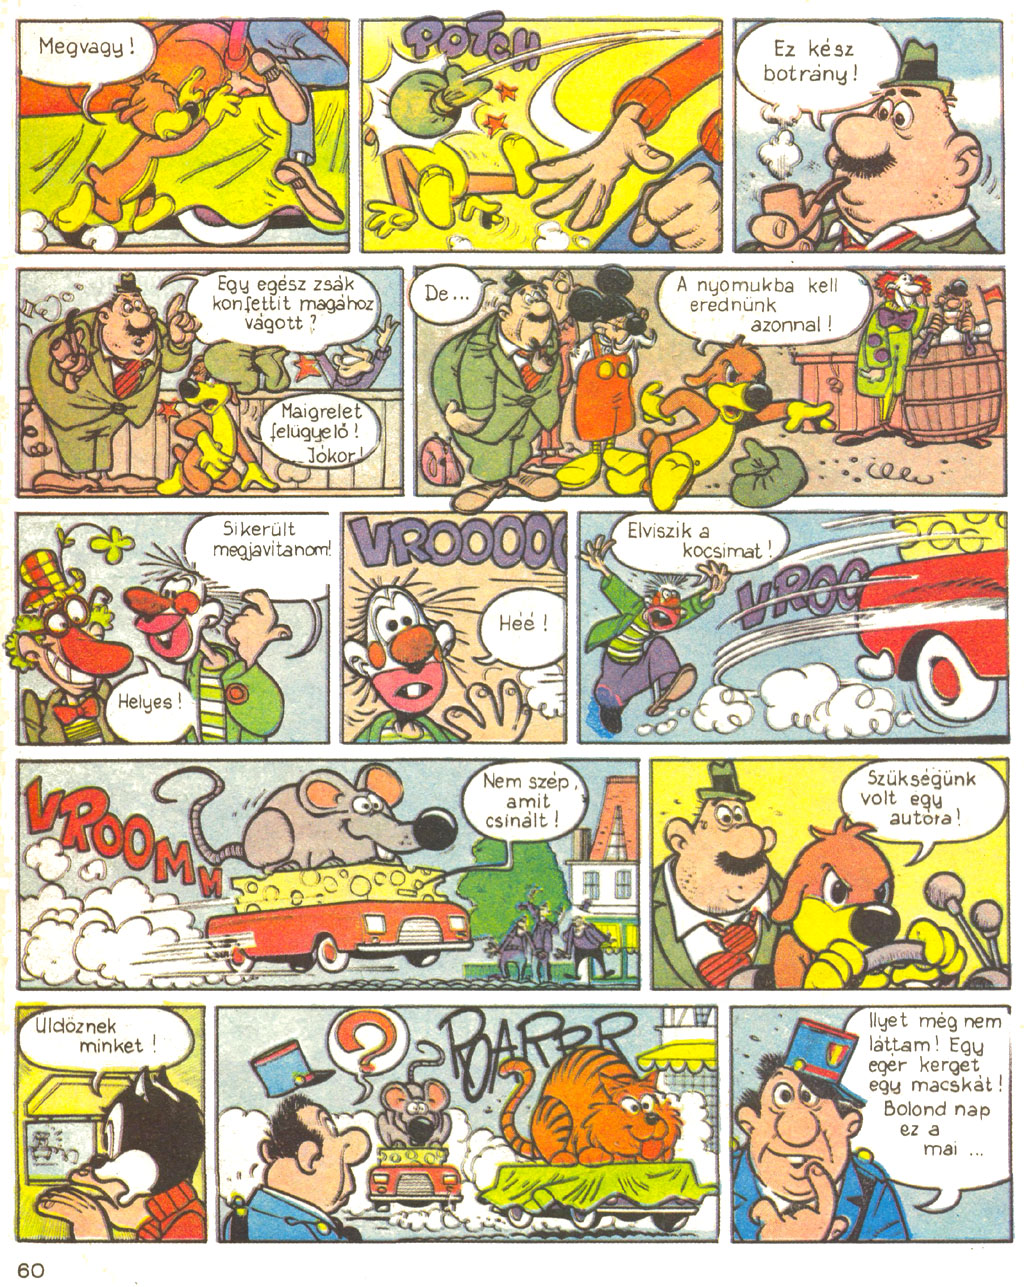 Megvagy!
POTCH
Ez kész
botrány!
Egy egész zsák
konfettit magához
vágott?
Maigrelet
felügyelő!
Jókor!
De...
A nyomukba kell
erednünk
azonnal!
Sikerült
megjavítanom!
Helyes!
VROOOOO
Héé!
Elviszik a
kocsimat!
VROO
VROOMM
Nem szép,
amit
csinált!
Szükségünk
volt egy
autóra!
Üldöznek
minket!
?
ROARRR
Ilyet még nem
láttam! Egy
egér kerget
egy macskát!
Bolond nap
ez a
mai ...
60